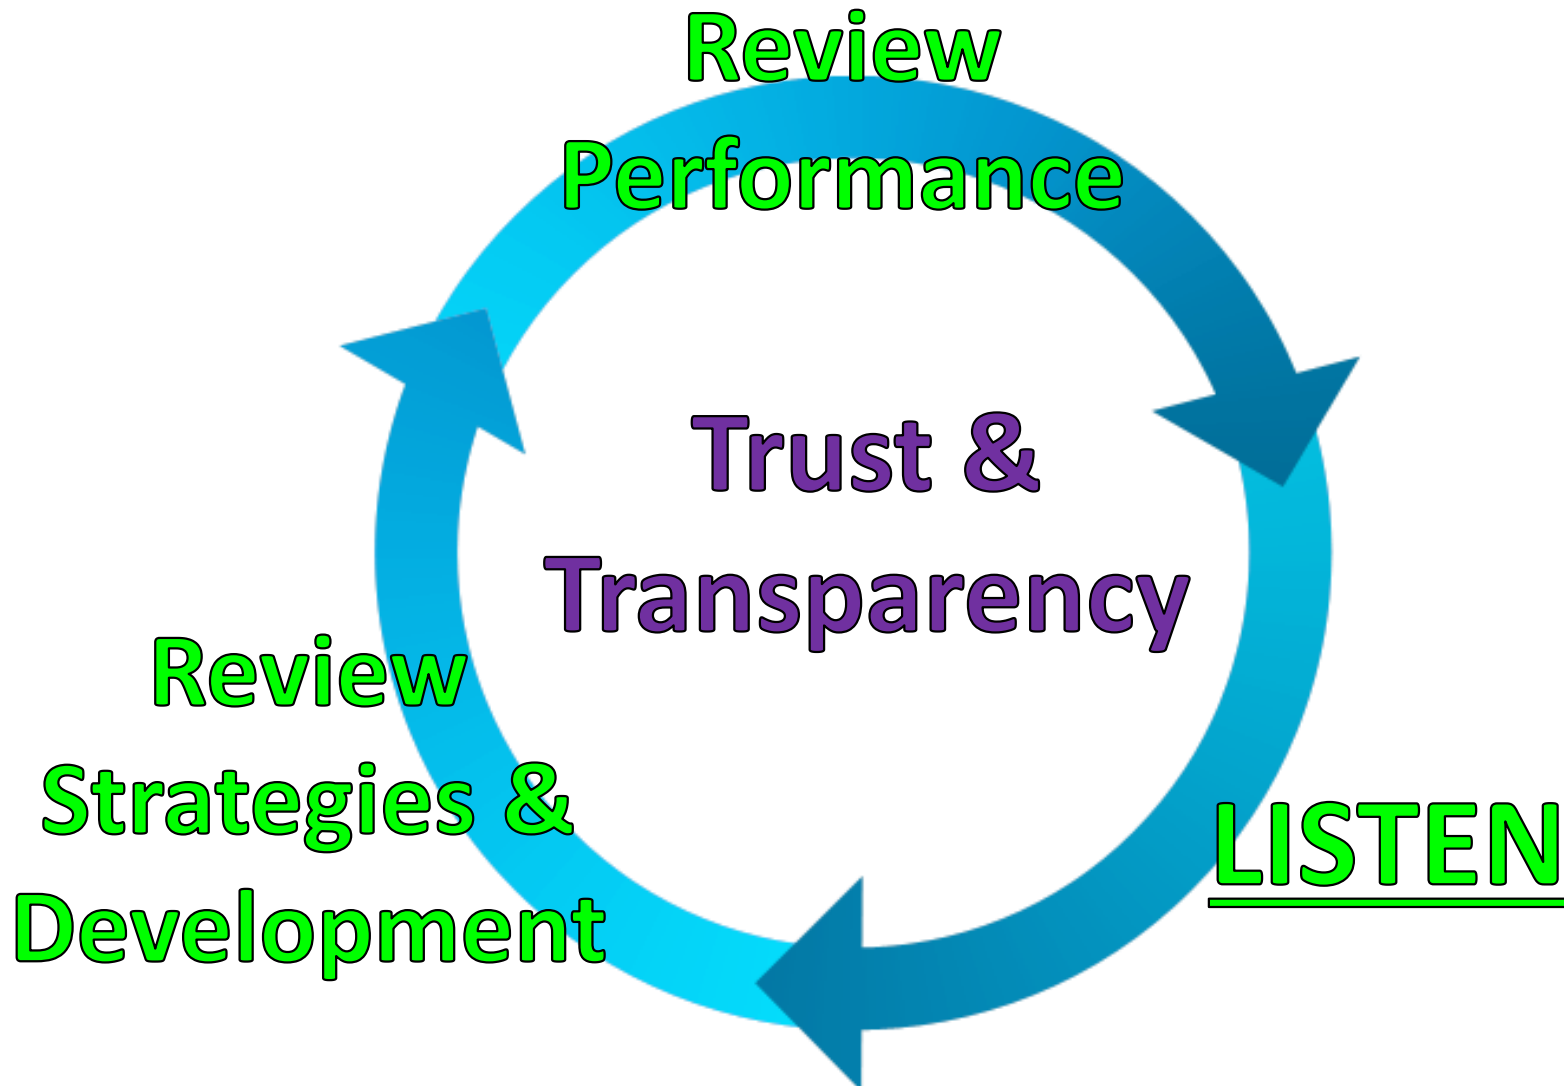 Review
Performance
Trust &
Transparency
Review
Strategies &
Development
LISTEN